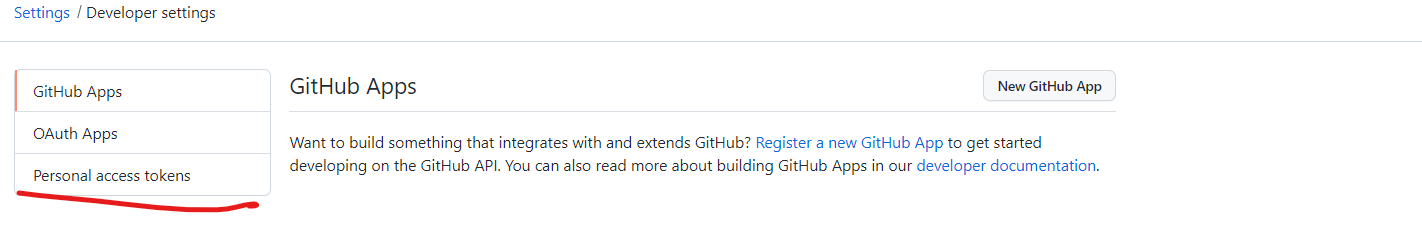 Settings / Developer settings
GitHub Apps
OAuth Apps
Personal access tokens
GitHub Apps
New GitHub App
Want to build something that integrates with and extends GitHub? Register a new GitHub App to get started
developing on the GitHub API. You can also read more about building GitHub Apps in our developer documentation.